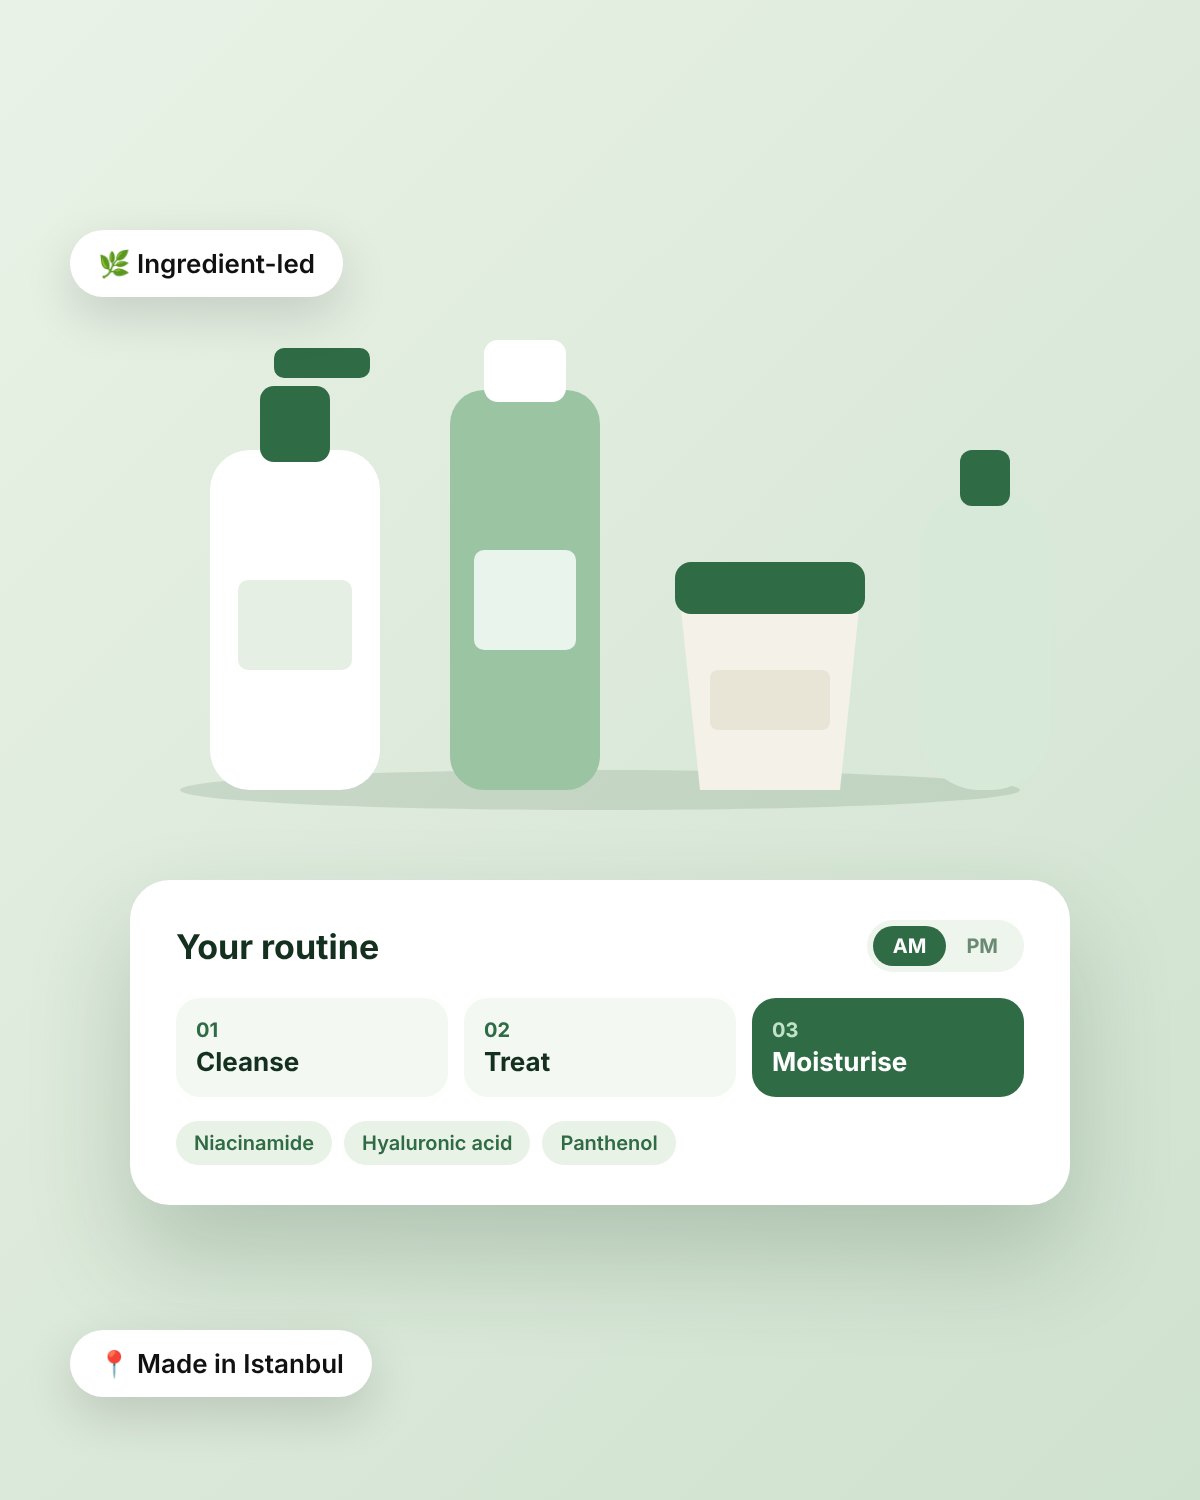 🌿 Ingredient-led
Your routine
AM PM
01
Cleanse
02
Treat
03
Moisturise
Niacinamide Hyaluronic acid Panthenol
📍 Made in Istanbul